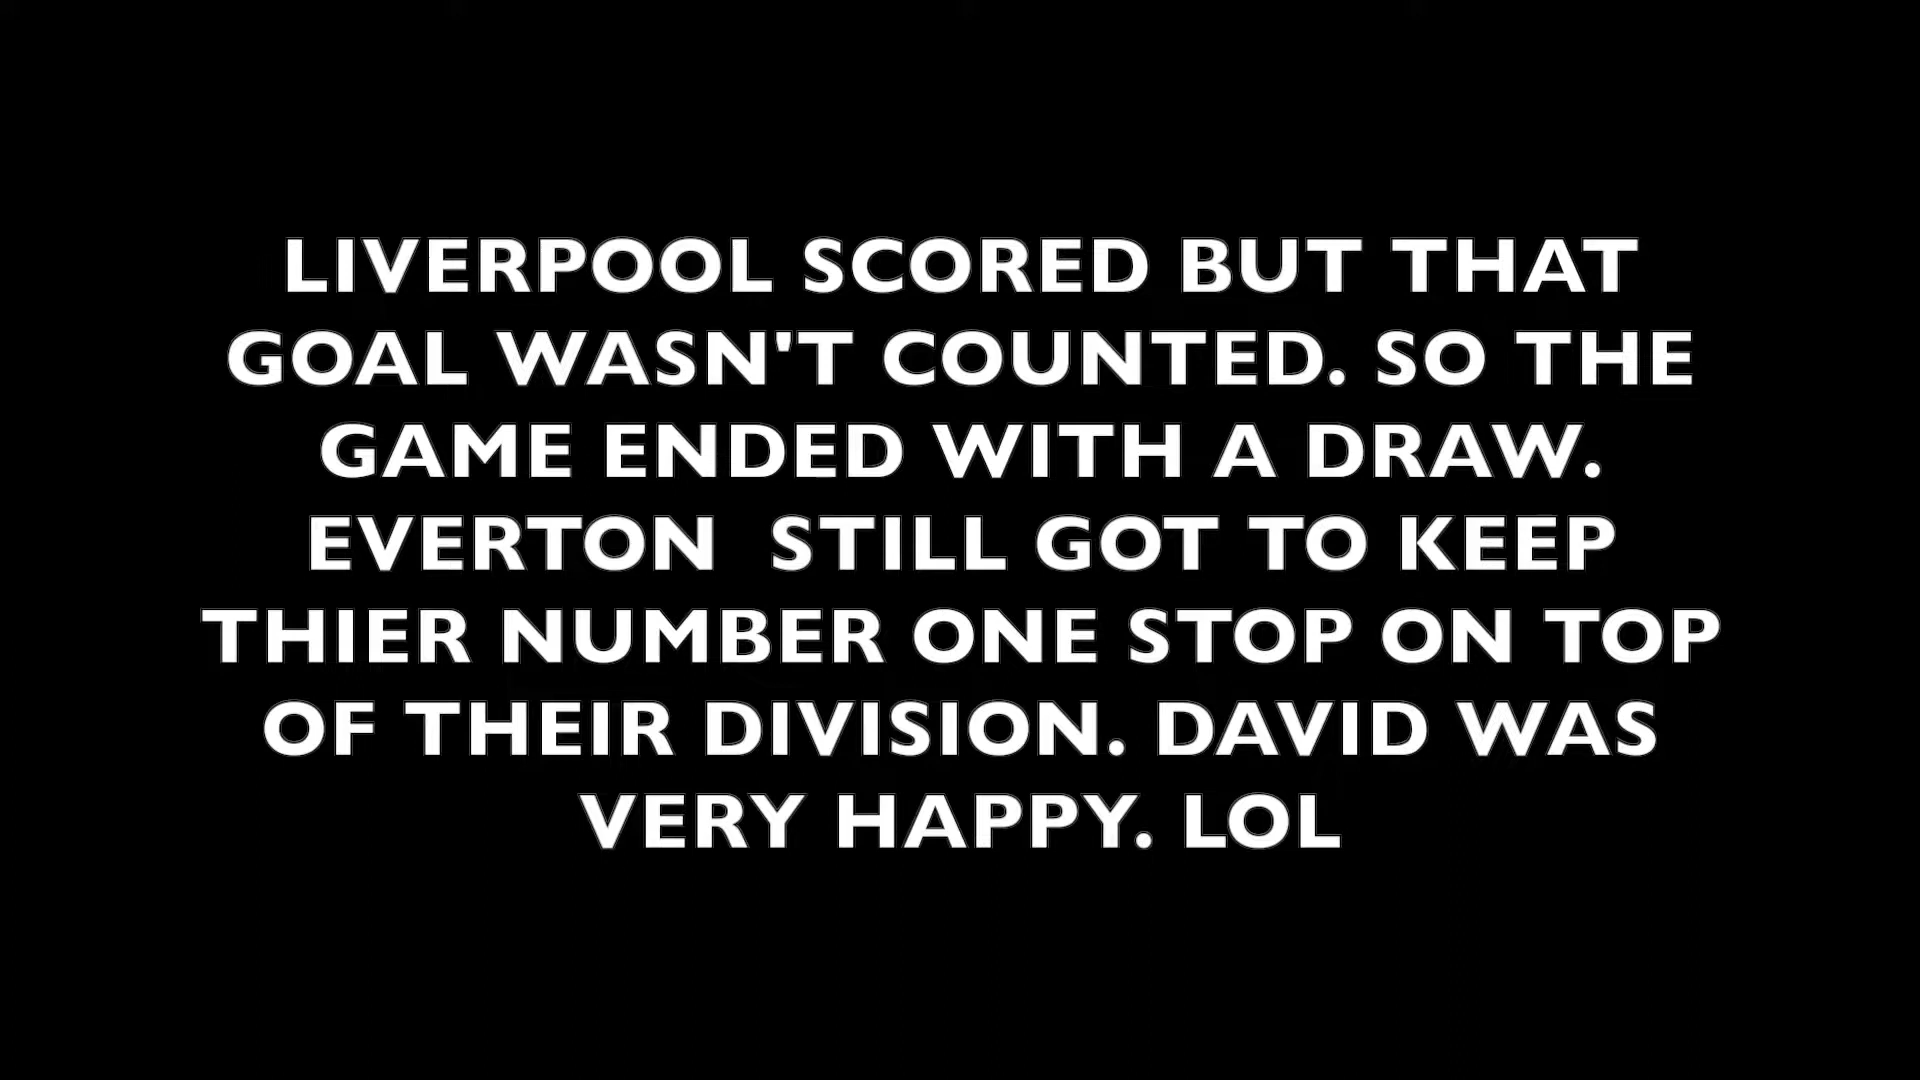 LIVERPOOL SCORED BUT THAT
GOAL WASN'T COUNTED. SO THE
GAME ENDED WITH A DRAW.
EVERTON  STILL GOT TO KEEP
THIER NUMBER ONE STOP ON TOP
OF THEIR DIVISION. DAVID WAS
VERY HAPPY. LOL